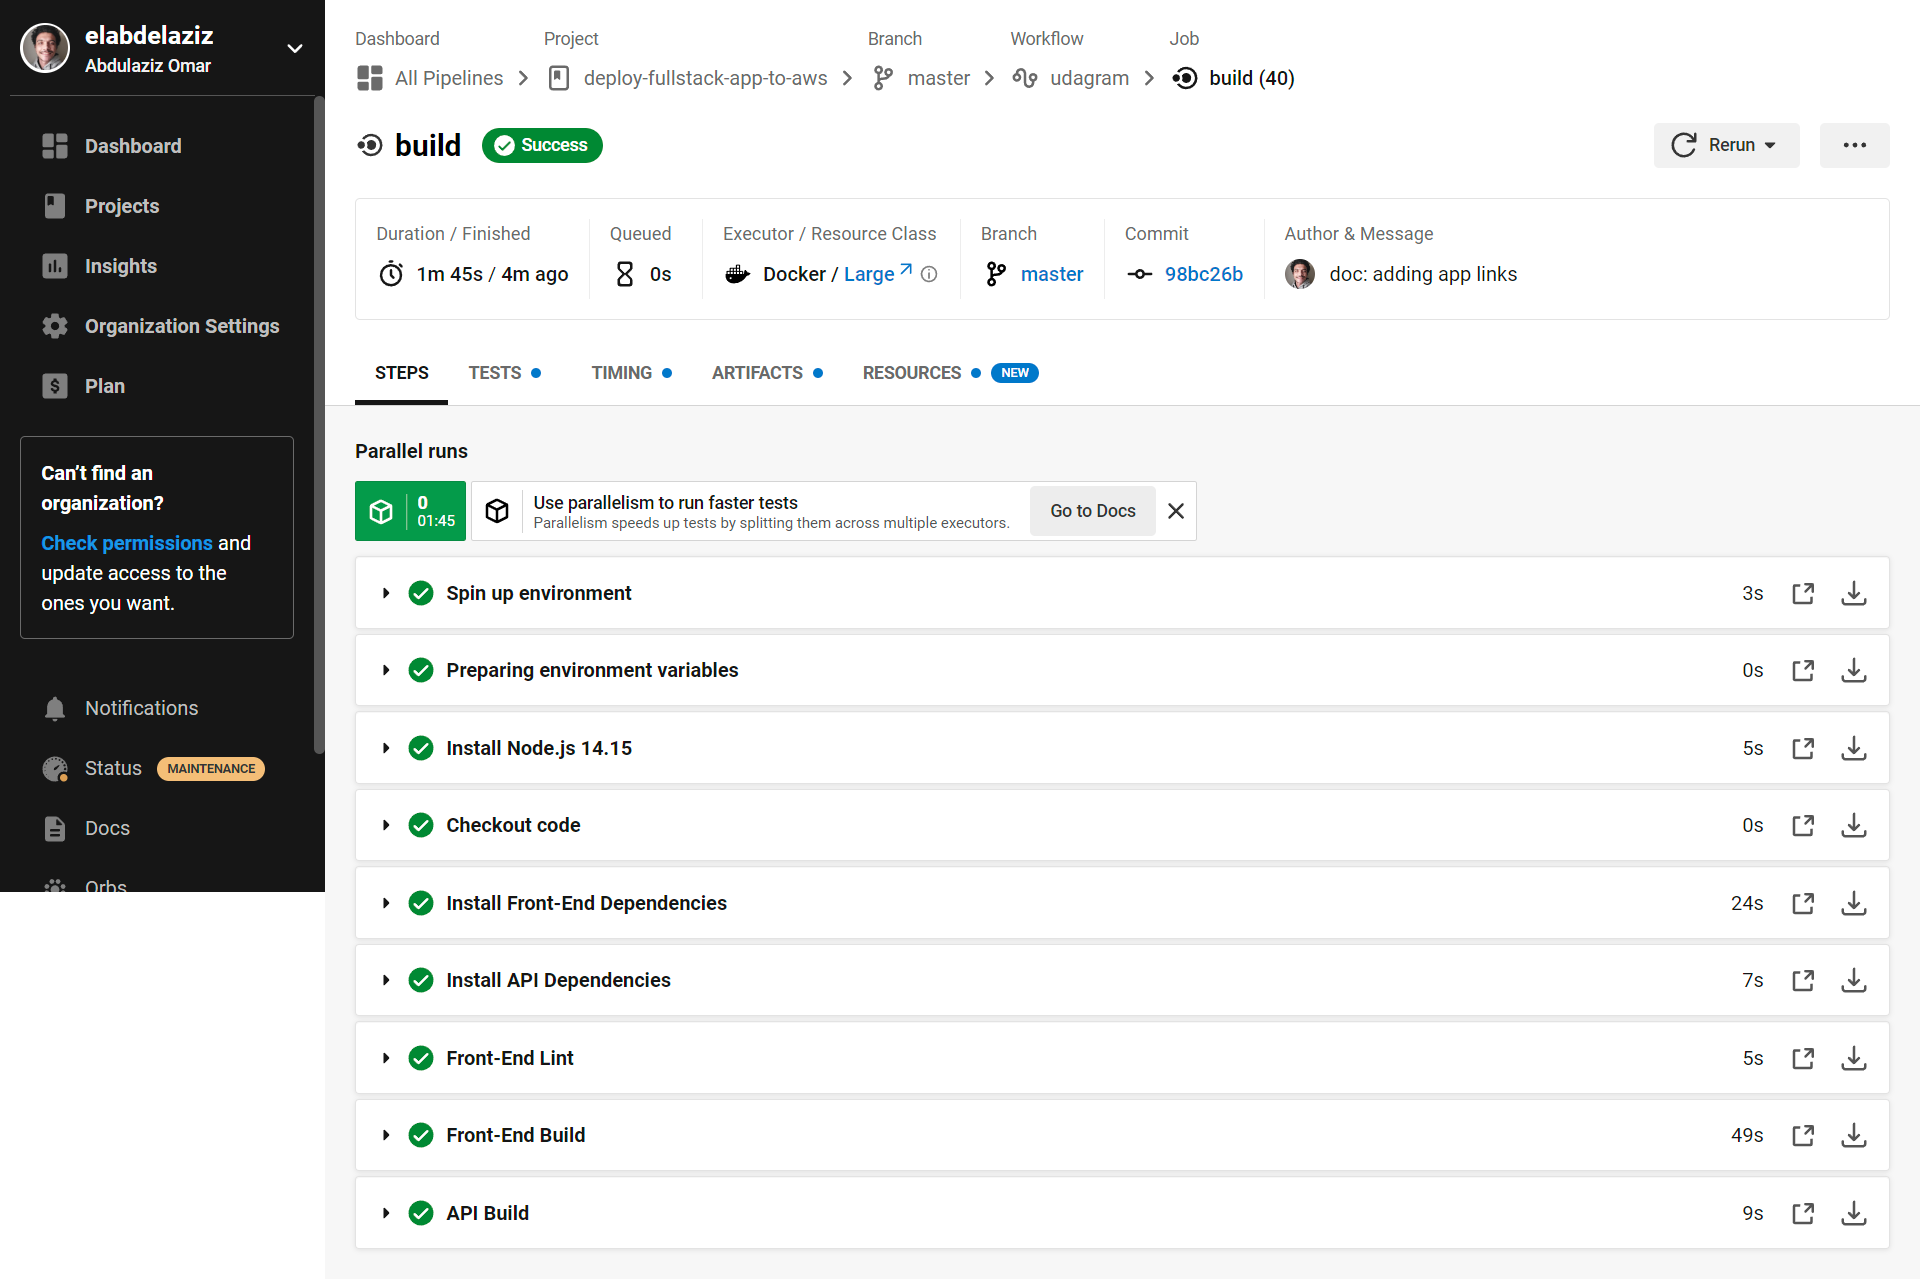 elabdelaziz
Abdulaziz Omar
Dashboard
Projects
Insights
Organization Settings
Plan
Can't find an
organization?
Check permissions and
update access to the
ones you want.
Notifications
Status MAINTENANCE
Docs
Orbs
Dashboard Project Branch Workflow Job
All Pipelines deploy-fullstack-app-to-aws master udagram build (40)
build Success Rerun
Duration / Finished Queued Executor / Resource Class Branch Commit Author & Message
1m 45s / 4m ago 0s Docker / Large master 98bc26b doc: adding app links
STEPS TESTS TIMING ARTIFACTS RESOURCES NEW
Parallel runs
0
01:45
Use parallelism to run faster tests
Parallelism speeds up tests by splitting them across multiple executors.
Go to Docs
Spin up environment 3s
Preparing environment variables 0s
Install Node.js 14.15 5s
Checkout code 0s
Install Front-End Dependencies 24s
Install API Dependencies 7s
Front-End Lint 5s
Front-End Build 49s
API Build 9s